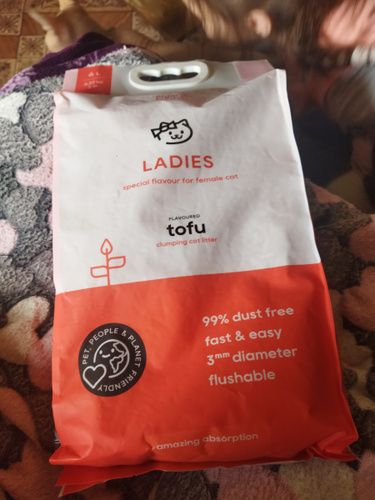 6 L
LADIES
special flavour for female cat
FLAVOURED
tofu
clumping cat litter
99% dust free
fast & easy
3mm diameter
flushable
PET, PEOPLE & PLANET FRIENDLY
amazing absorption